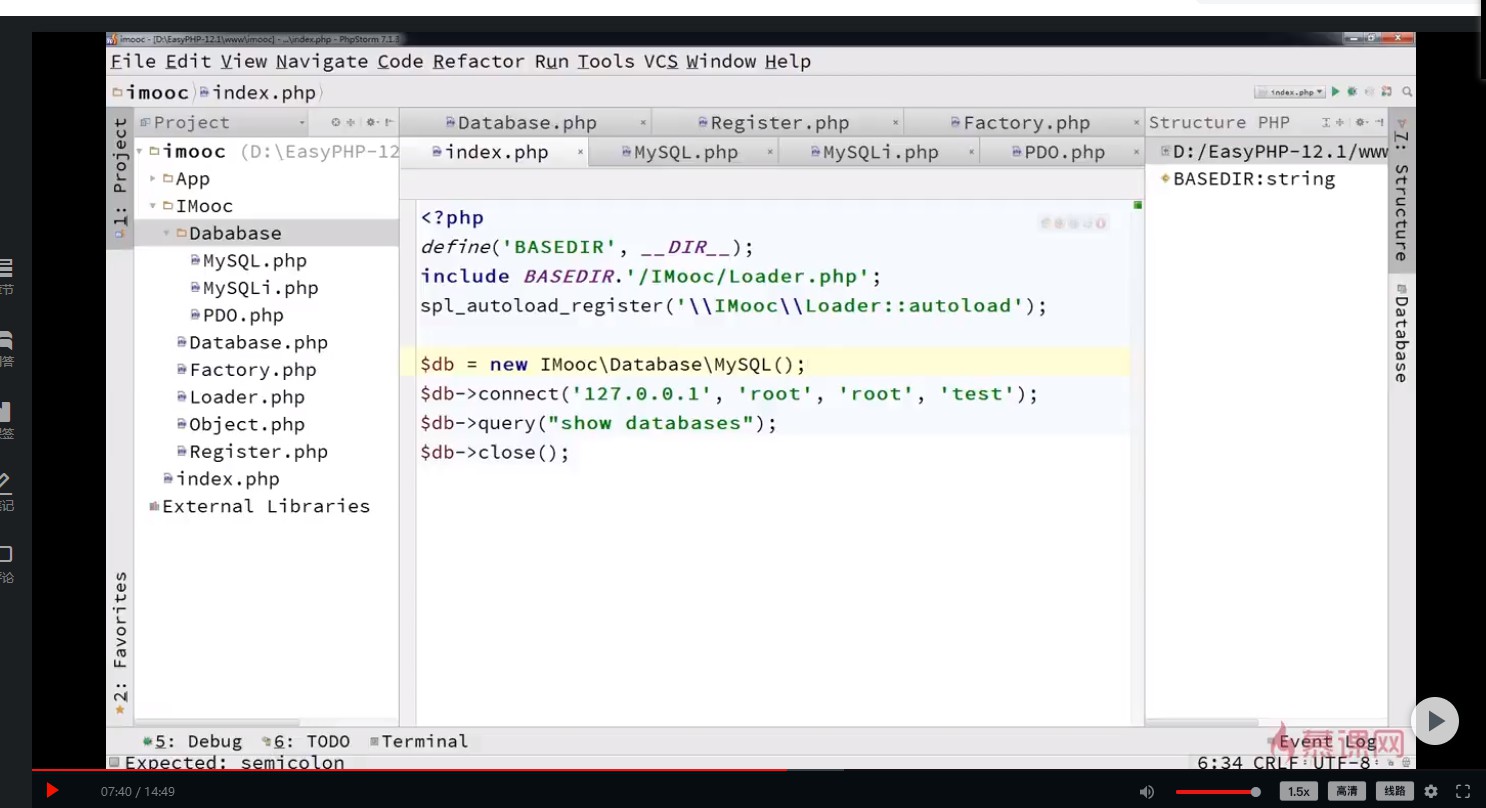 imooc - [D:\EasyPHP-12.1\www\imooc] - ...\index.php - PhpStorm 7.1.3
File Edit View Navigate Code Refactor Run Tools VCS Window Help
imooc index.php
index.php
1: Project
Project
Database.php Register.php Factory.php
Structure PHP
index.php MySQL.php MySQLi.php PDO.php
imooc (D:\EasyPHP-12
App
IMooc
Dababase
MySQL.php
MySQLi.php
PDO.php
Database.php
Factory.php
Loader.php
Object.php
Register.php
index.php
External Libraries
<?php
define('BASEDIR', __DIR__);
include BASEDIR.'/IMooc/Loader.php';
spl_autoload_register('\\IMooc\\Loader::autoload');
$db = new IMooc\Database\MySQL();
$db->connect('127.0.0.1', 'root', 'root', 'test');
$db->query("show databases");
$db->close();
D:/EasyPHP-12.1/www
BASEDIR:string
7: Structure
Database
2: Favorites
5: Debug 6: TODO Terminal
Event Log
慕课网
Expected: semicolon
6:34 CRLF UTF-8
07:40 / 14:49
1.5x 高清 线路